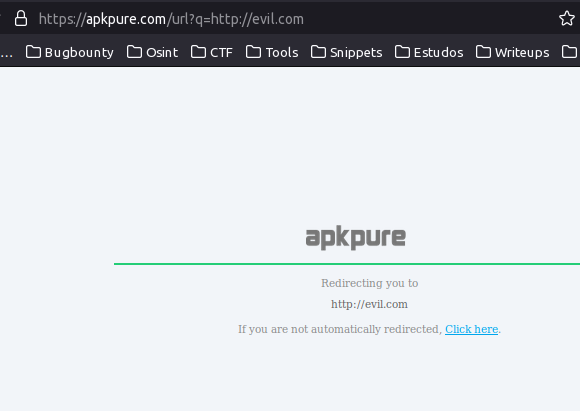 https://apkpure.com/url?q=http://evil.com
... Bugbounty Osint CTF Tools Snippets Estudos Writeups
apkpure
Redirecting you to
http://evil.com
If you are not automatically redirected, Click here.